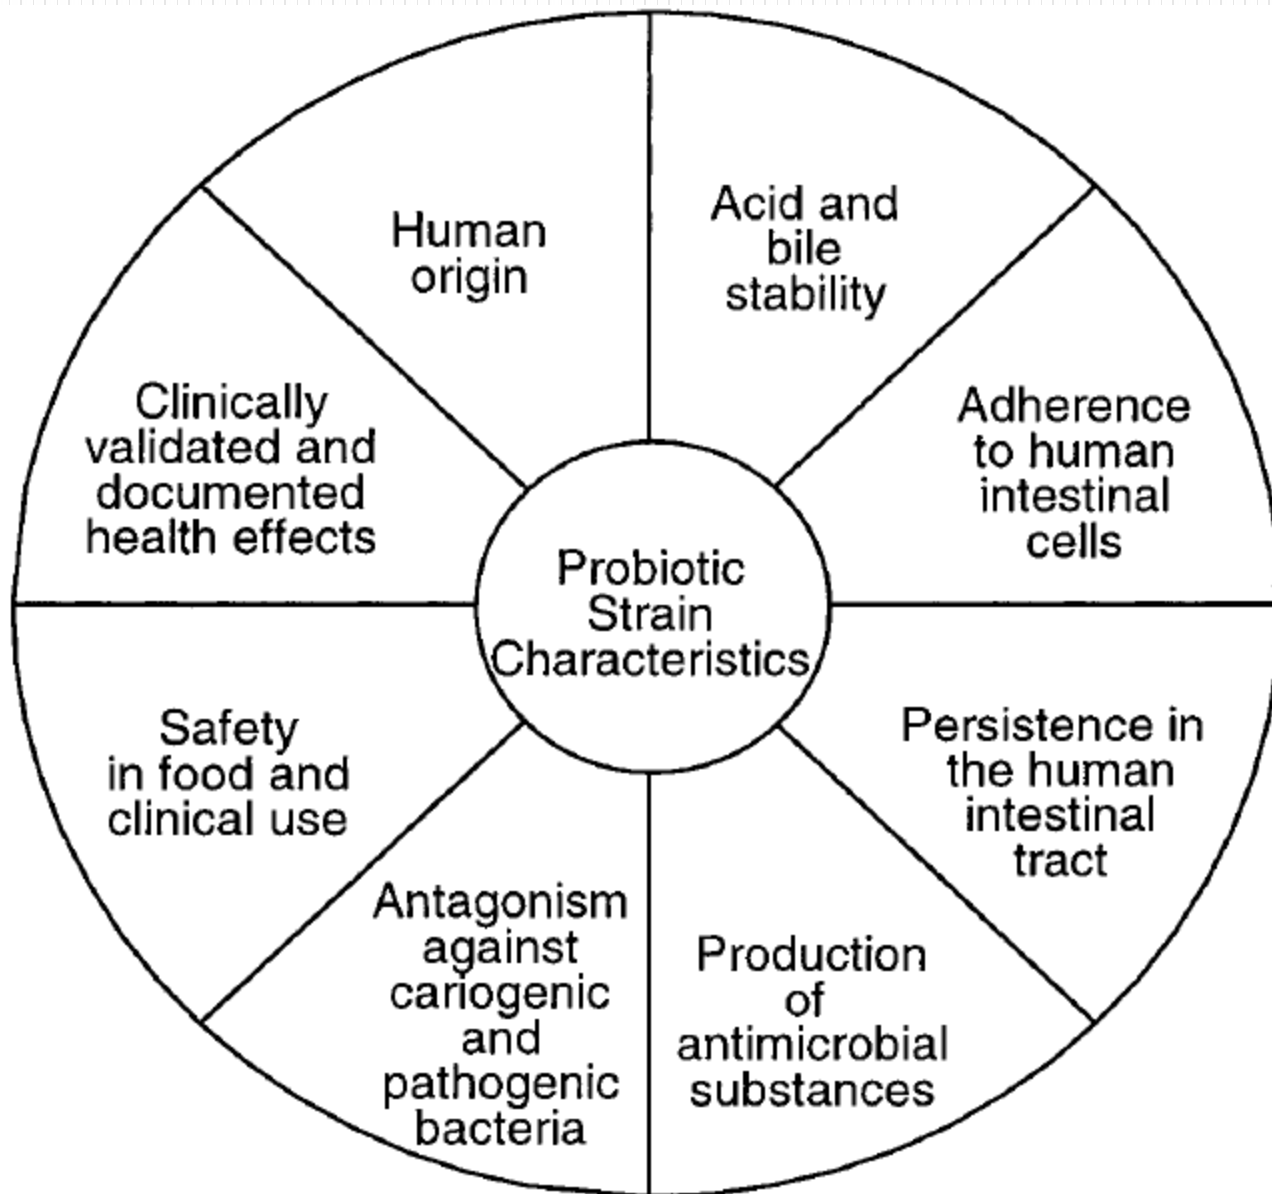 Human
origin
Acid and
bile
stability
Adherence
to human
intestinal
cells
Persistence in
the human
intestinal
tract
Production
of
antimicrobial
substances
Antagonism
against
cariogenic
and
pathogenic
bacteria
Safety
in food and
clinical use
Clinically
validated and
documented
health effects
Probiotic
Strain
Characteristics